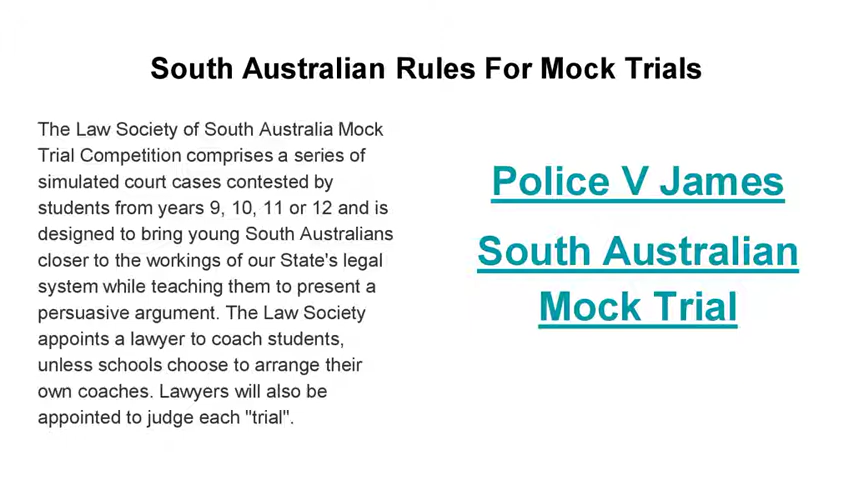 South Australian Rules For Mock Trials
The Law Society of South Australia Mock
Trial Competition comprises a series of
simulated court cases contested by
students from years 9, 10, 11 or 12 and is
designed to bring young South Australians
closer to the workings of our State's legal
system while teaching them to present a
persuasive argument. The Law Society
appoints a lawyer to coach students,
unless schools choose to arrange their
own coaches. Lawyers will also be
appointed to judge each "trial".
Police V James
South Australian
Mock Trial